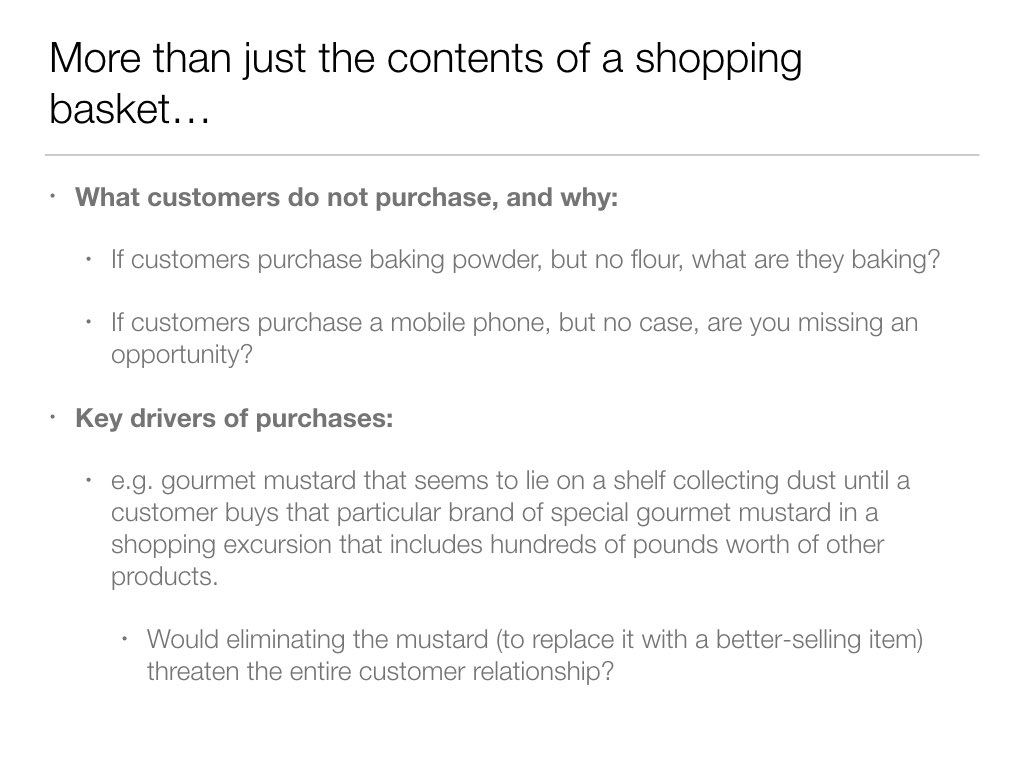 More than just the contents of a shopping
basket…
• What customers do not purchase, and why:
• If customers purchase baking powder, but no flour, what are they baking?
• If customers purchase a mobile phone, but no case, are you missing an
opportunity?
• Key drivers of purchases:
• e.g. gourmet mustard that seems to lie on a shelf collecting dust until a
customer buys that particular brand of special gourmet mustard in a
shopping excursion that includes hundreds of pounds worth of other
products.
• Would eliminating the mustard (to replace it with a better-selling item)
threaten the entire customer relationship?